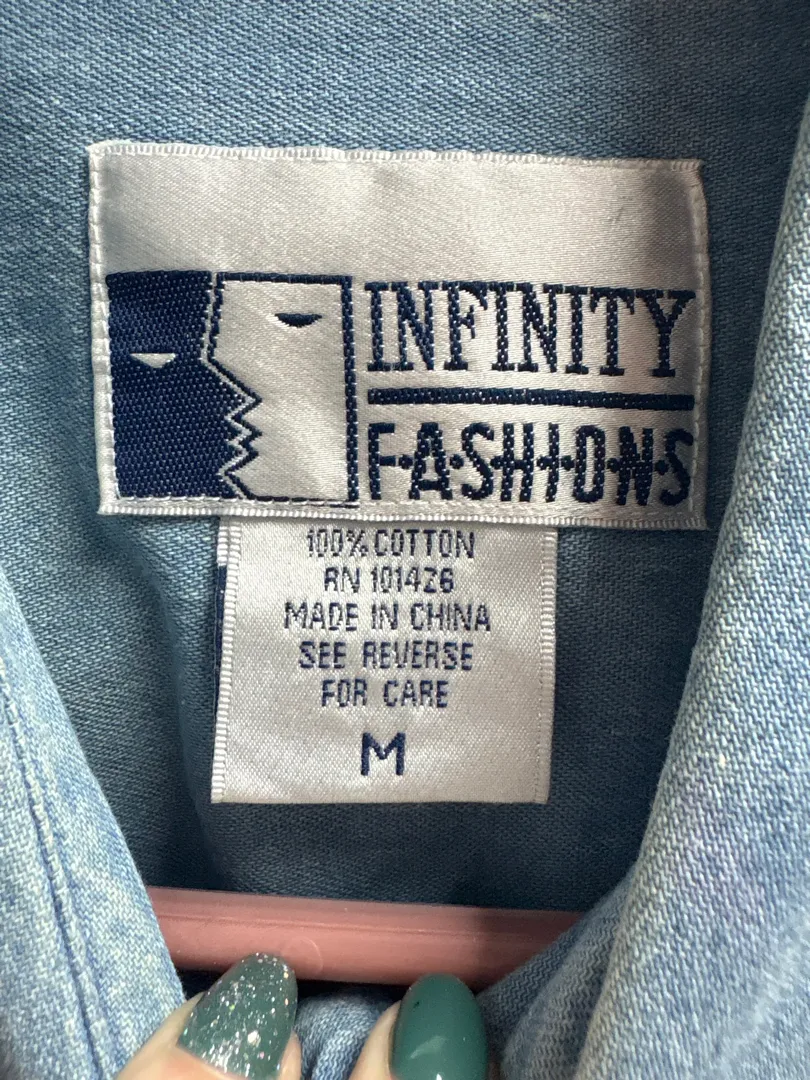 INFINITY
F·A·S·H·I·O·N·S
100% COTTON
RN 101426
MADE IN CHINA
SEE REVERSE
FOR CARE
M